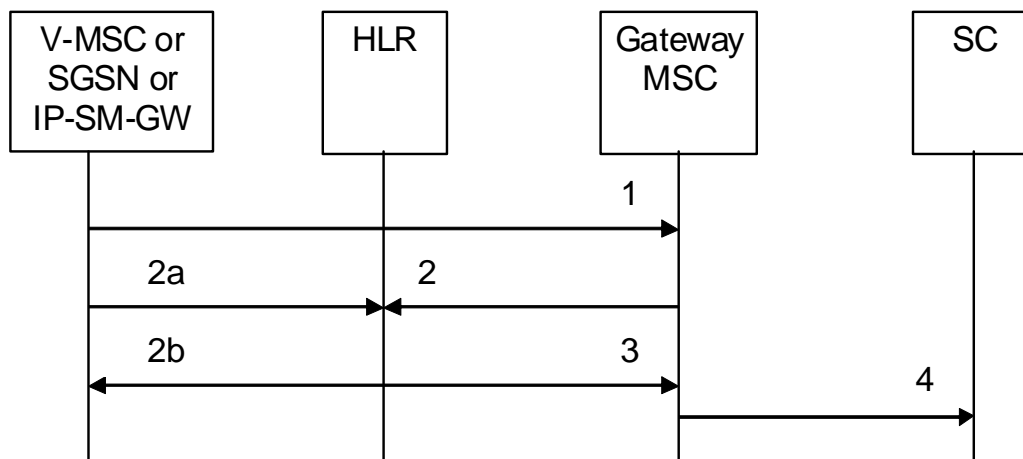 V-MSC or
SGSN or
IP-SM-GW
HLR
Gateway
MSC
SC
1
2a
2
2b
3
4